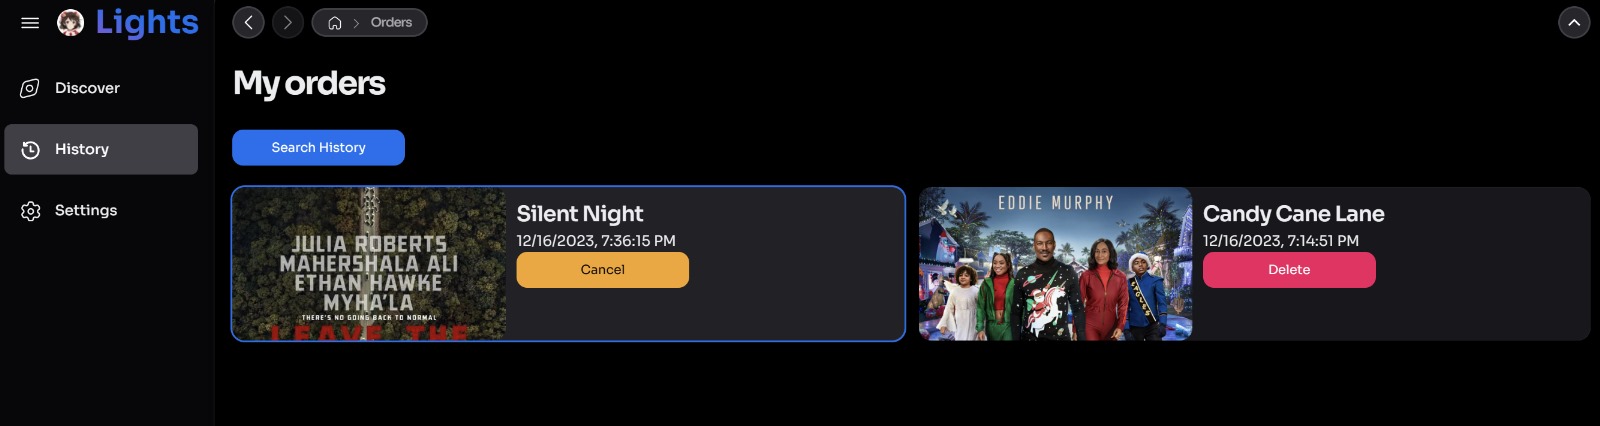 Lights
Orders
Discover
History
Settings
My orders
Search History
JULIA ROBERTS
MAHERSHALA ALI
ETHAN HAWKE
MYHA'LA
THERE'S NO GOING BACK TO NORMAL
LEAVE THE
Silent Night
12/16/2023, 7:36:15 PM
Cancel
EDDIE MURPHY
Candy Cane Lane
12/16/2023, 7:14:51 PM
Delete